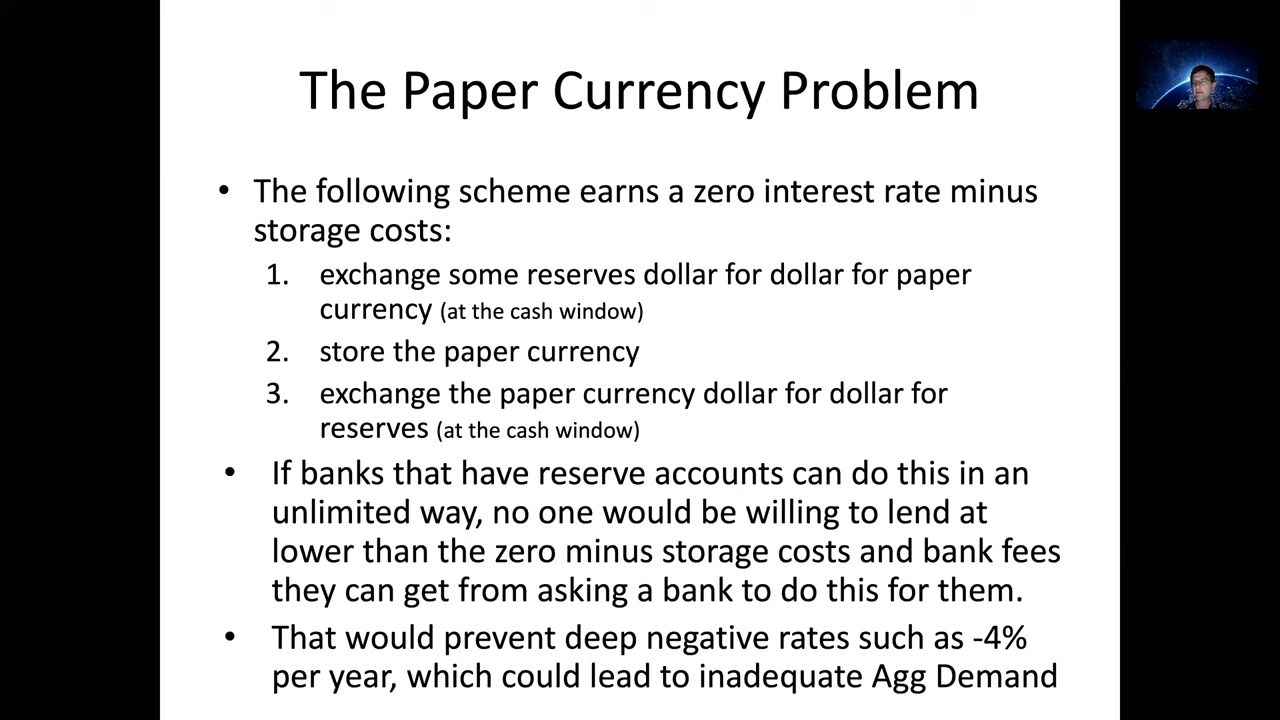 The Paper Currency Problem
• The following scheme earns a zero interest rate minus
storage costs:
1. exchange some reserves dollar for dollar for paper
currency (at the cash window)
2. store the paper currency
3. exchange the paper currency dollar for dollar for
reserves (at the cash window)
• If banks that have reserve accounts can do this in an
unlimited way, no one would be willing to lend at
lower than the zero minus storage costs and bank fees
they can get from asking a bank to do this for them.
• That would prevent deep negative rates such as -4%
per year, which could lead to inadequate Agg Demand